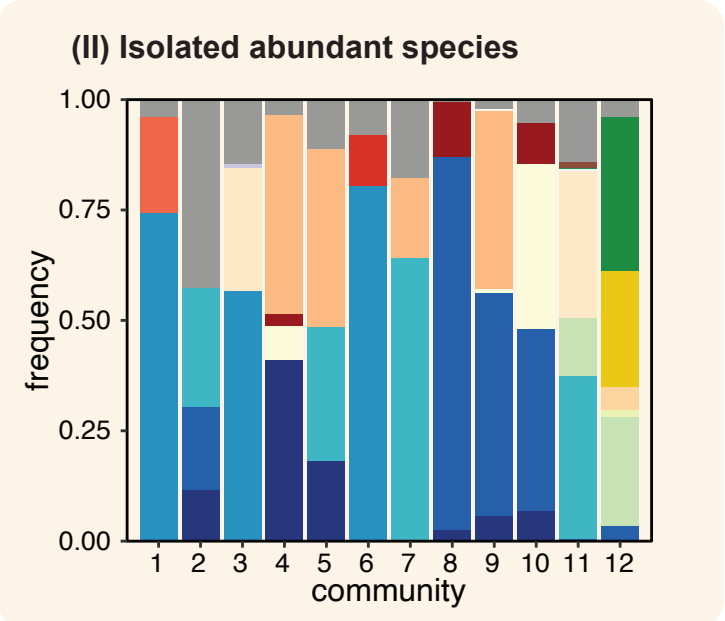 (II) Isolated abundant species
1.00
0.75
0.50
0.25
0.00
frequency
1 2 3 4 5 6 7 8 9 10 11 12
community